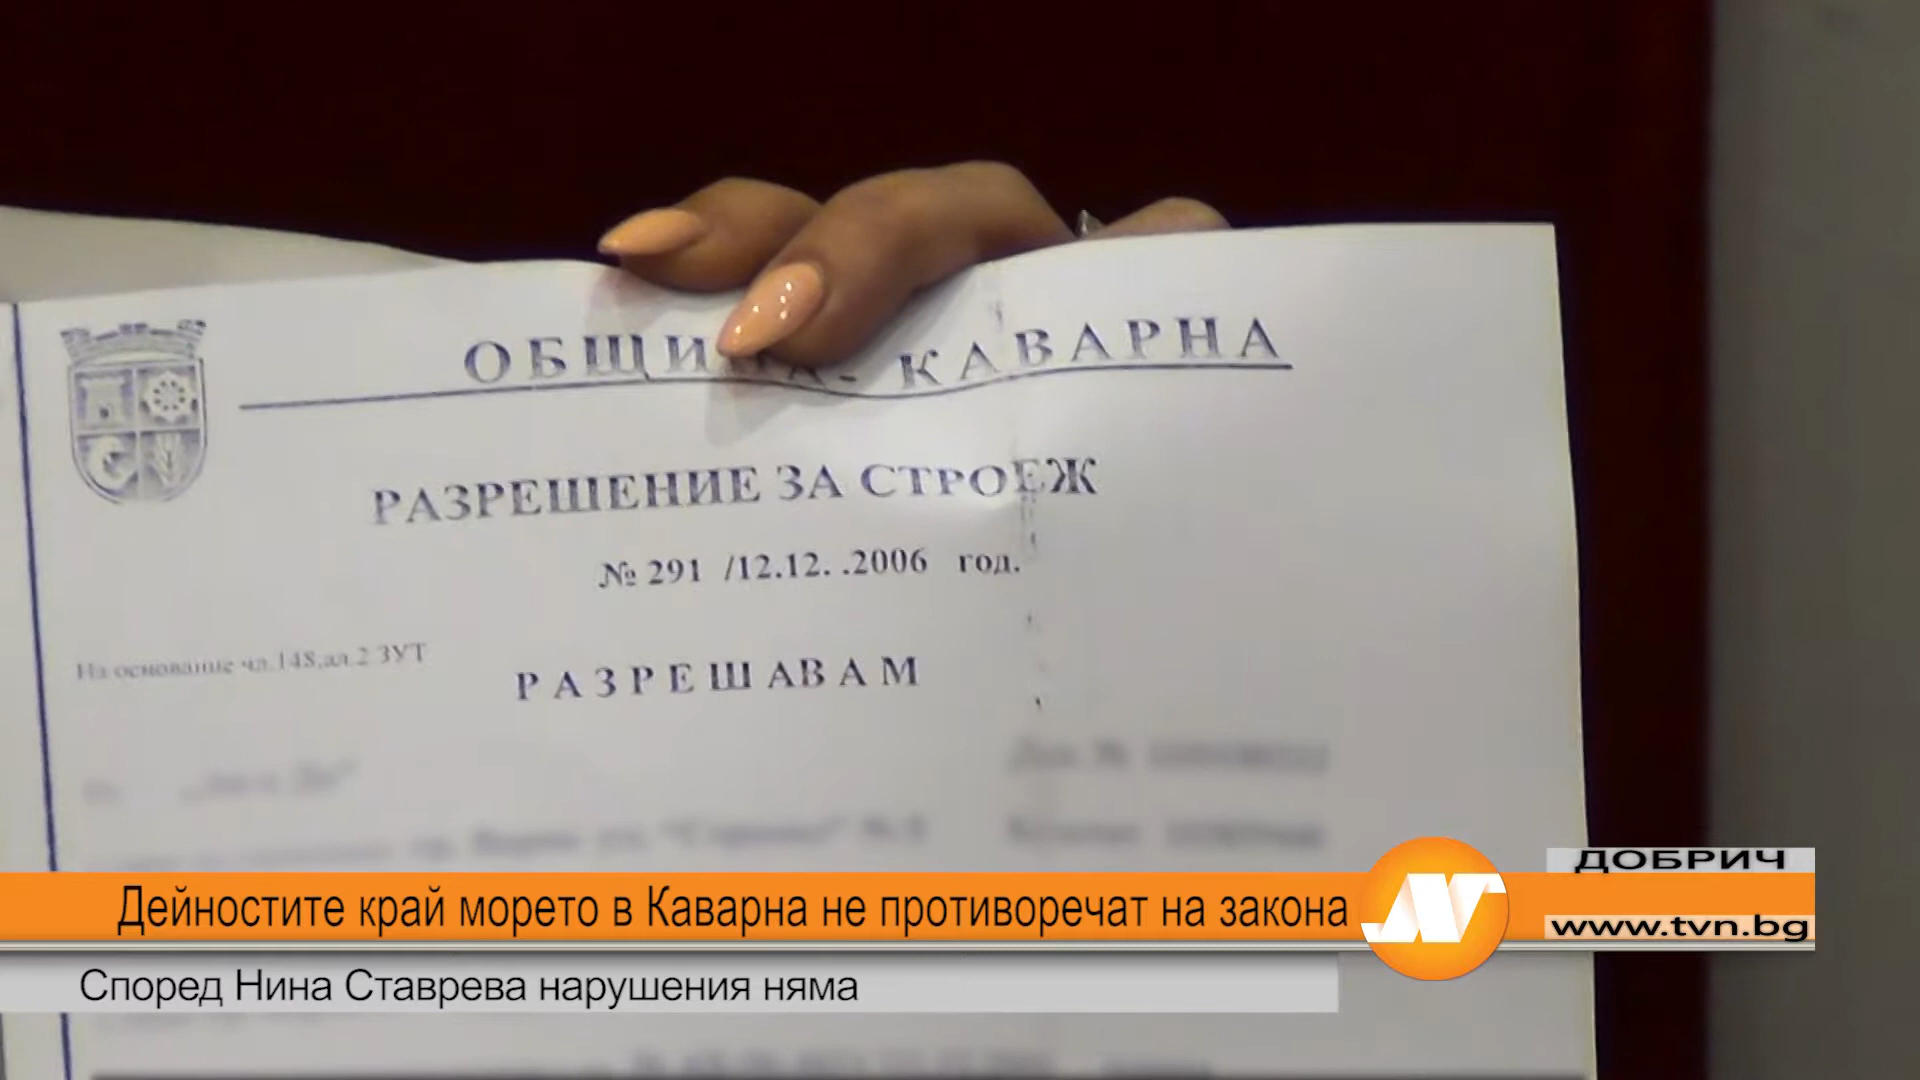 ОБЩИНА - КАВАРНА
РАЗРЕШЕНИЕ ЗА СТРОЕЖ
№ 291 /12.12. .2006 год.
На основание чл.148,ал.2 ЗУТ
РАЗРЕШАВАМ
ДОБРИЧ
Дейностите край морето в Каварна не противоречат на закона
www.tvn.bg
Според Нина Ставрева нарушения няма